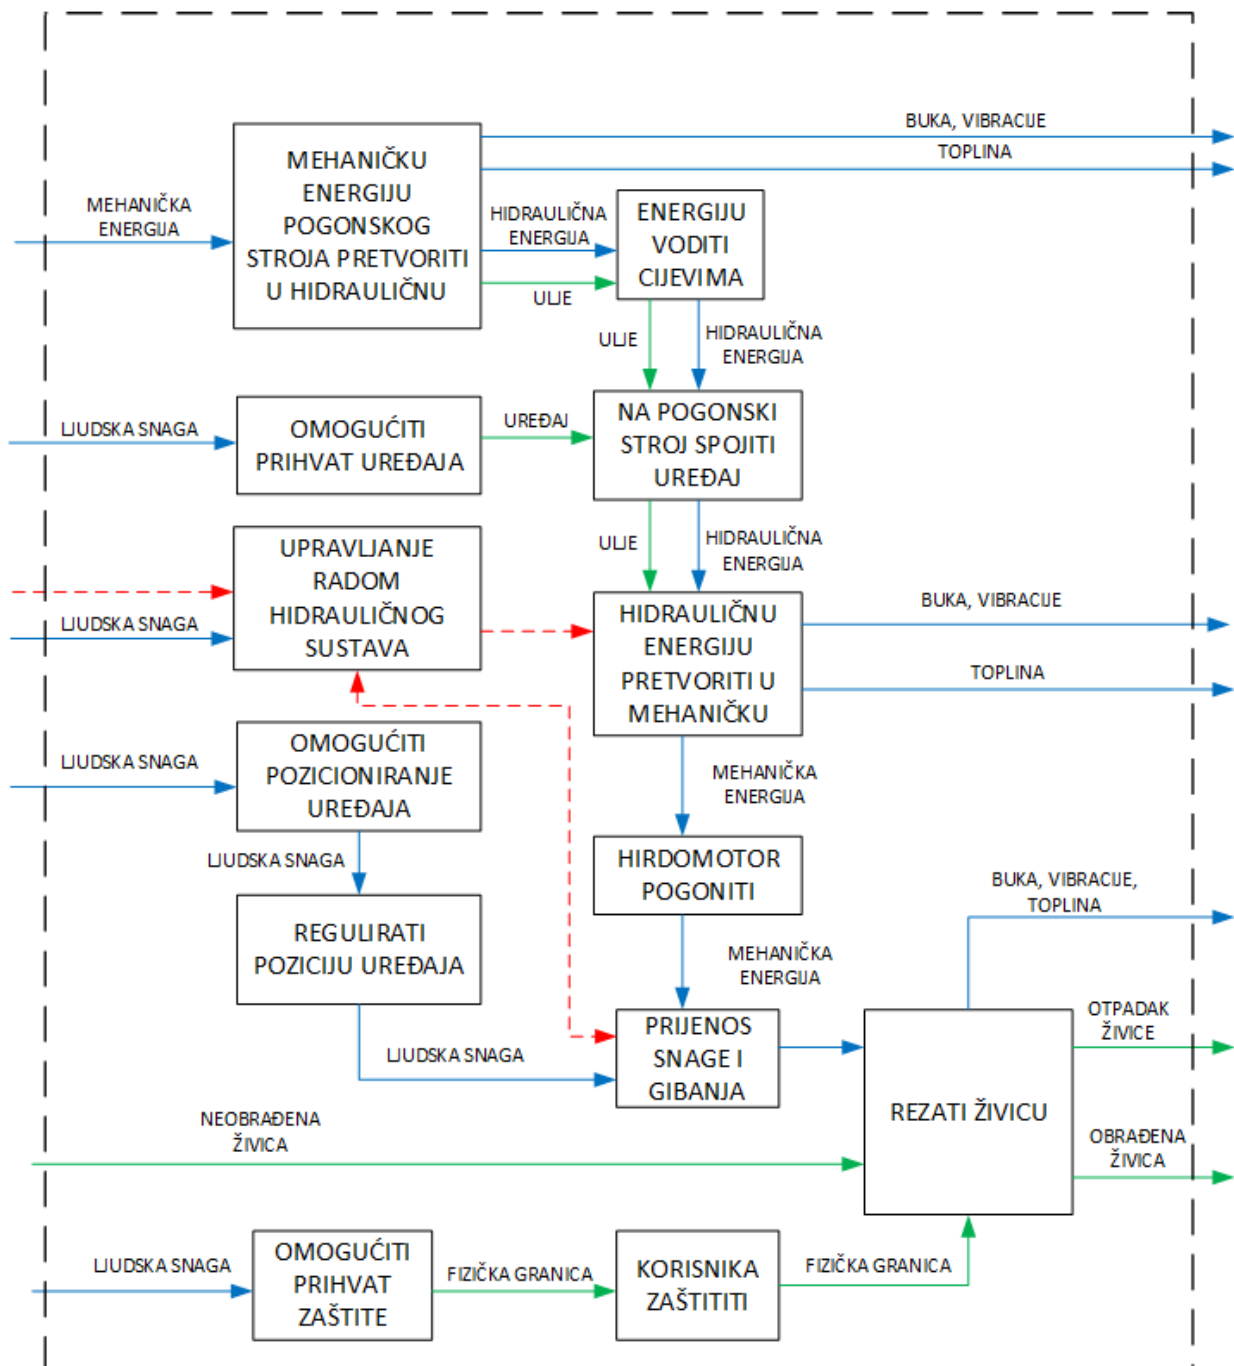 BUKA, VIBRACIJE
TOPLINA
MEHANIČKA
ENERGIJA
MEHANIČKU
ENERGIJU
POGONSKOG
STROJA PRETVORITI
U HIDRAULIČNU
HIDRAULIČNA
ENERGIJA
ULJE
ENERGIJU
VODITI
CIJEVIMA
ULJE
HIDRAULIČNA
ENERGIJA
LJUDSKA SNAGA
OMOGUĆITI
PRIHVAT UREĐAJA
UREĐAJ
NA POGONSKI
STROJ SPOJITI
UREĐAJ
ULJE
HIDRAULIČNA
ENERGIJA
LJUDSKA SNAGA
UPRAVLJANJE
RADOM
HIDRAULIČNOG
SUSTAVA
HIDRAULIČNU
ENERGIJU
PRETVORITI U
MEHANIČKU
BUKA, VIBRACIJE
TOPLINA
LJUDSKA SNAGA
OMOGUĆITI
POZICIONIRANJE
UREĐAJA
MEHANIČKA
ENERGIJA
LJUDSKA SNAGA
HIRDOMOTOR
POGONITI
REGULIRATI
POZICIJU UREĐAJA
MEHANIČKA
ENERGIJA
BUKA, VIBRACIJE,
TOPLINA
LJUDSKA SNAGA
PRIJENOS
SNAGE I
GIBANJA
REZATI ŽIVICU
OTPADAK
ŽIVICE
NEOBRAĐENA
ŽIVICA
OBRAĐENA
ŽIVICA
LJUDSKA SNAGA
OMOGUĆITI
PRIHVAT
ZAŠTITE
FIZIČKA GRANICA
KORISNIKA
ZAŠTITITI
FIZIČKA GRANICA